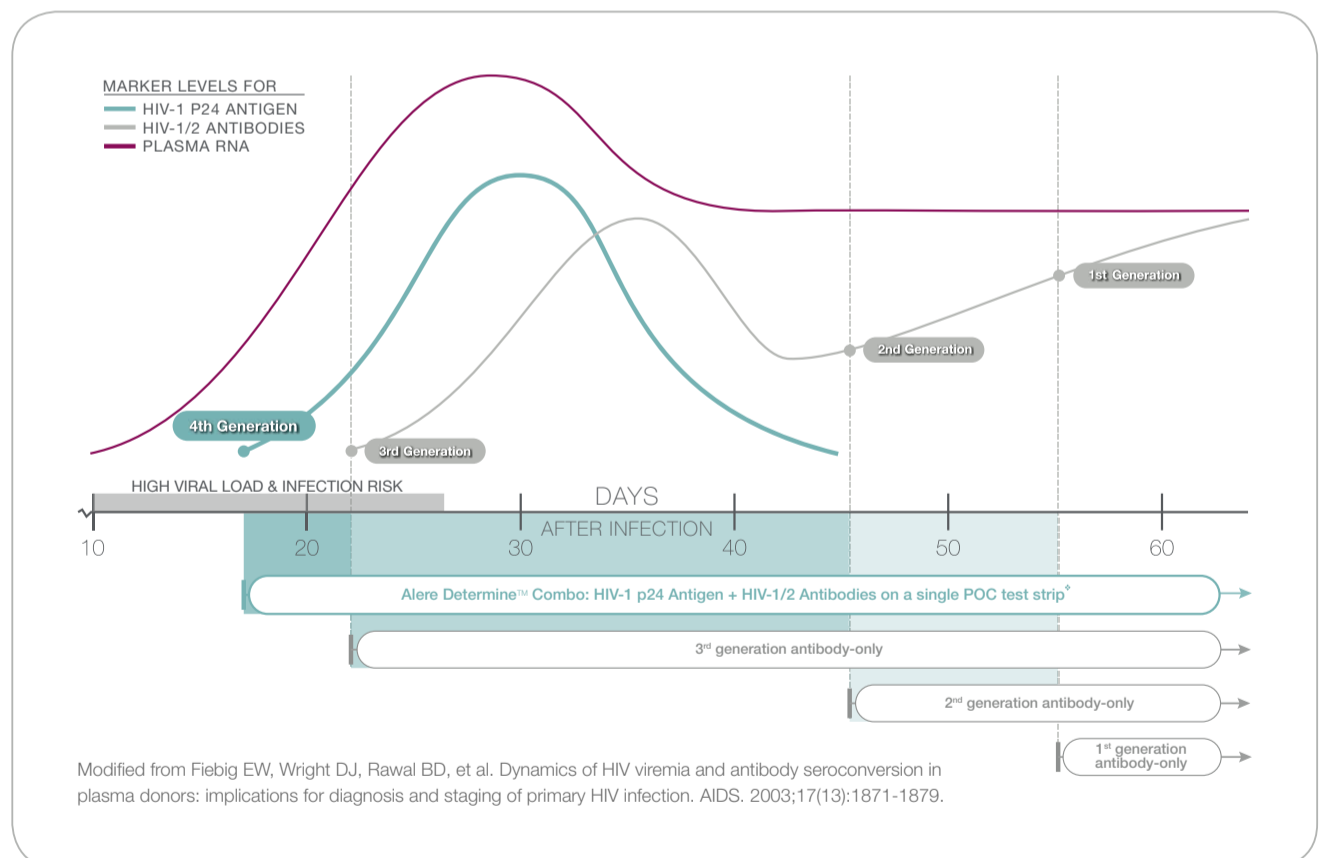 MARKER LEVELS FOR
HIV-1 P24 ANTIGEN
HIV-1/2 ANTIBODIES
PLASMA RNA
1st Generation
2nd Generation
4th Generation
3rd Generation
HIGH VIRAL LOAD & INFECTION RISK
DAYS
AFTER INFECTION
10 20 30 40 50 60
Alere Determine™ Combo: HIV-1 p24 Antigen + HIV-1/2 Antibodies on a single POC test strip❖
3rd generation antibody-only
2nd generation antibody-only
1st generation
antibody-only
Modified from Fiebig EW, Wright DJ, Rawal BD, et al. Dynamics of HIV viremia and antibody seroconversion in
plasma donors: implications for diagnosis and staging of primary HIV infection. AIDS. 2003;17(13):1871-1879.